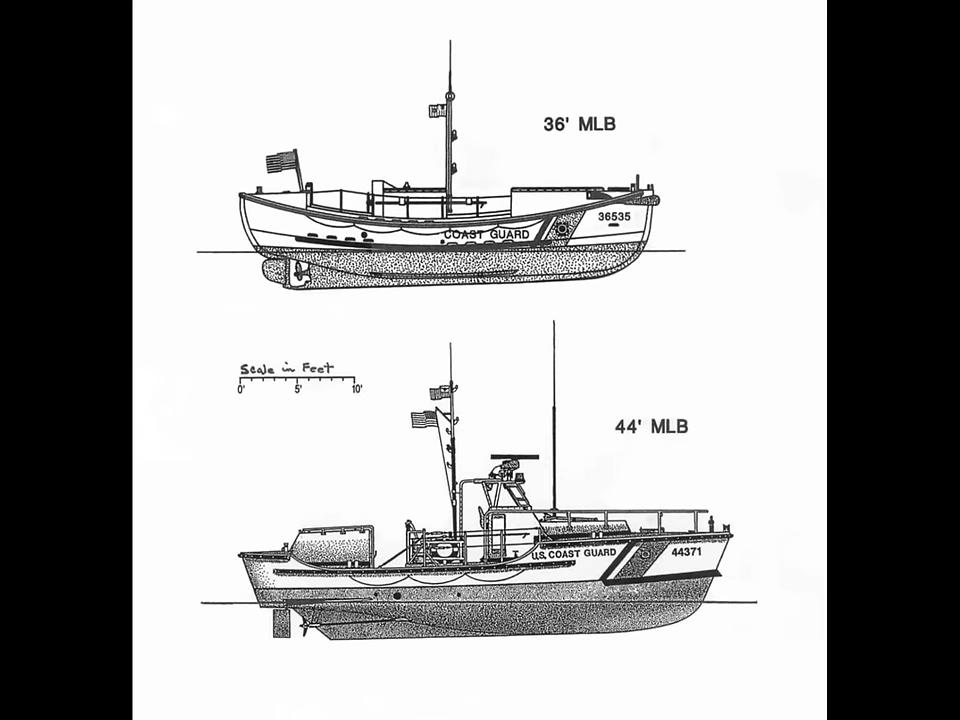 36' MLB
36535
COAST GUARD
Scale in Feet
0' 5' 10'
44' MLB
U.S. COAST GUARD
44371